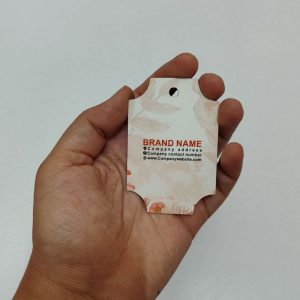 BRAND NAME
Company address
Company contact number
www.Companywebsite.com